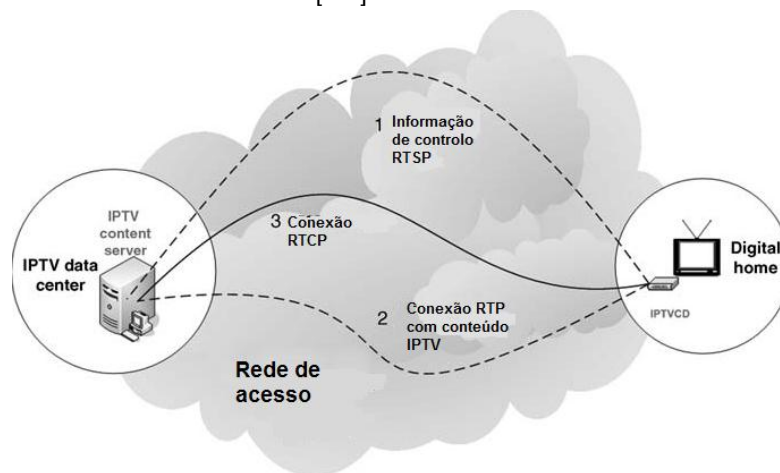 1 Informação
de controlo
RTSP
IPTV
content
server
IPTV data
center
3 Conexão
RTCP
Digital
home
IPTVCD
2 Conexão RTP
com conteúdo
IPTV
Rede de
acesso